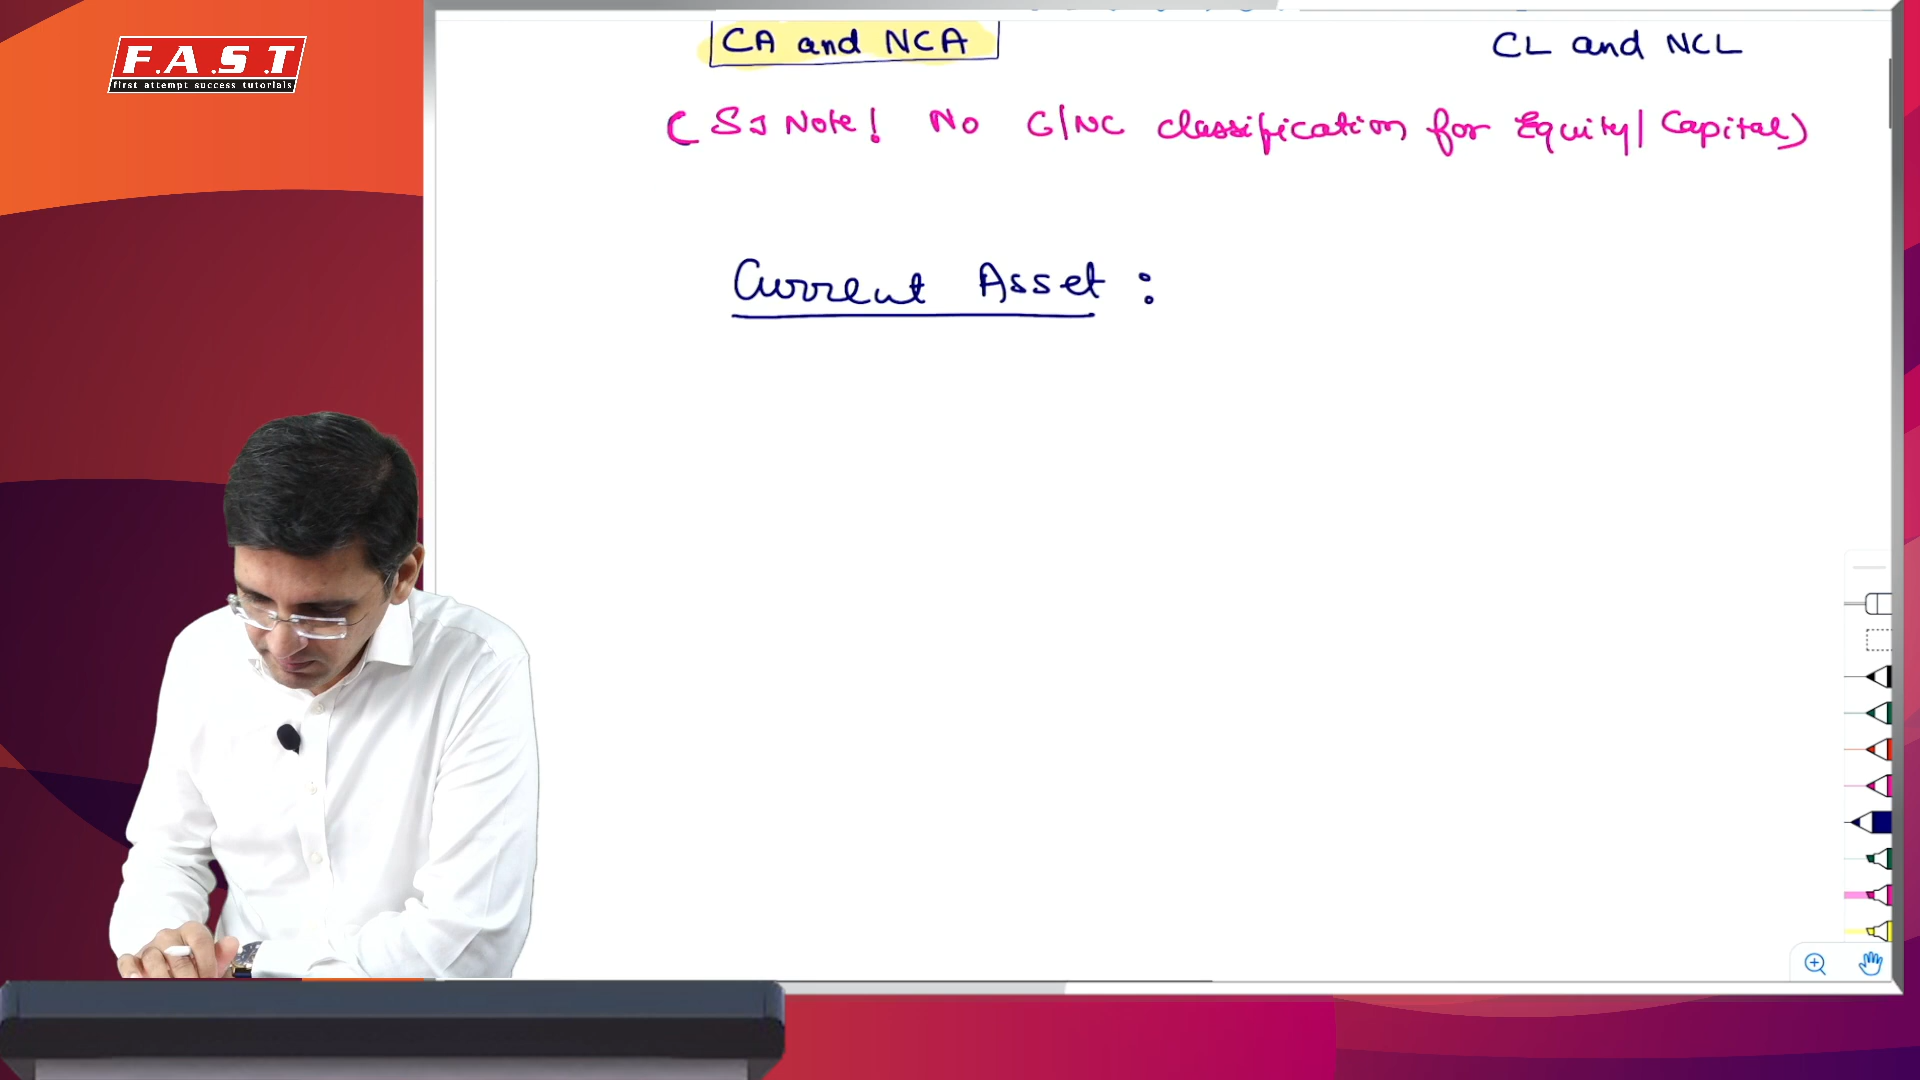 F.A.S.T
first attempt success tutorials
CA and NCA CL and NCL
( SJ Note! No C/NC classification for Equity/ Capital)
Current Asset :